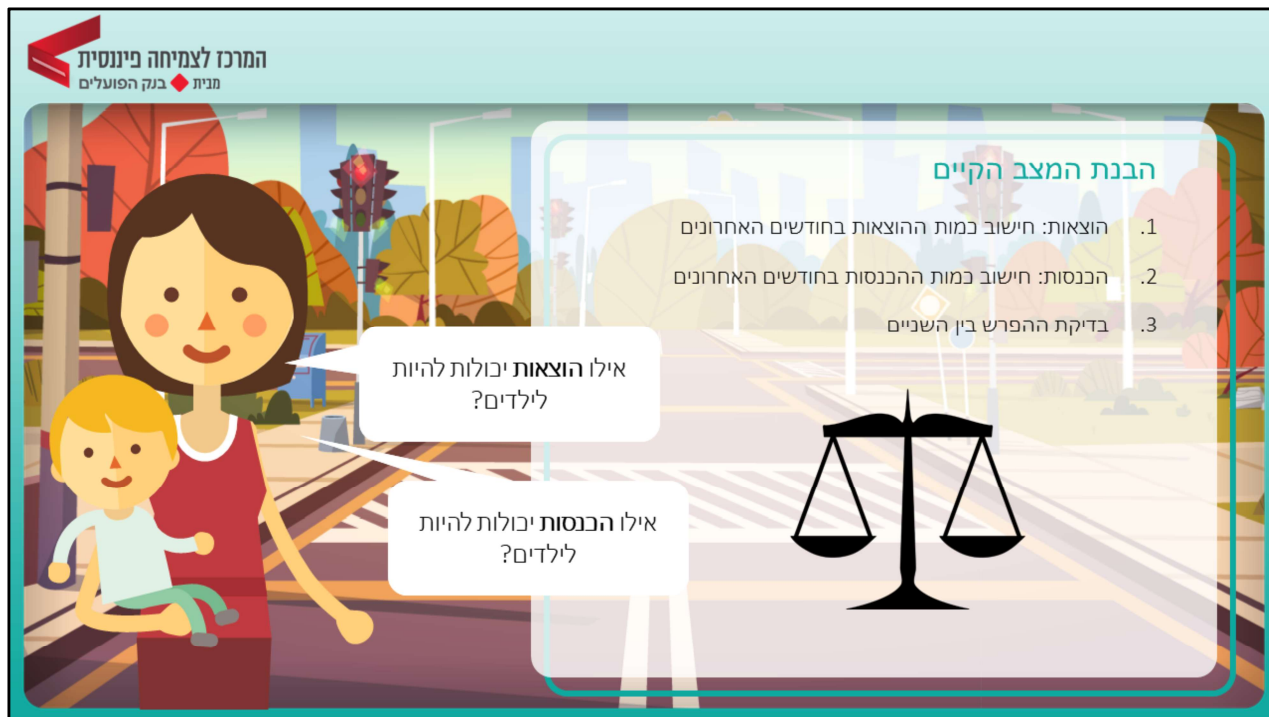 המרכז לצמיחה פיננסית
מבית בנק הפועלים
הבנת המצב הקיים
1. הוצאות: חישוב כמות ההוצאות בחודשים האחרונים
2. הכנסות: חישוב כמות ההכנסות בחודשים האחרונים
3. בדיקת ההפרש בין השניים
אילו הוצאות יכולות להיות
לילדים?
אילו הכנסות יכולות להיות
לילדים?